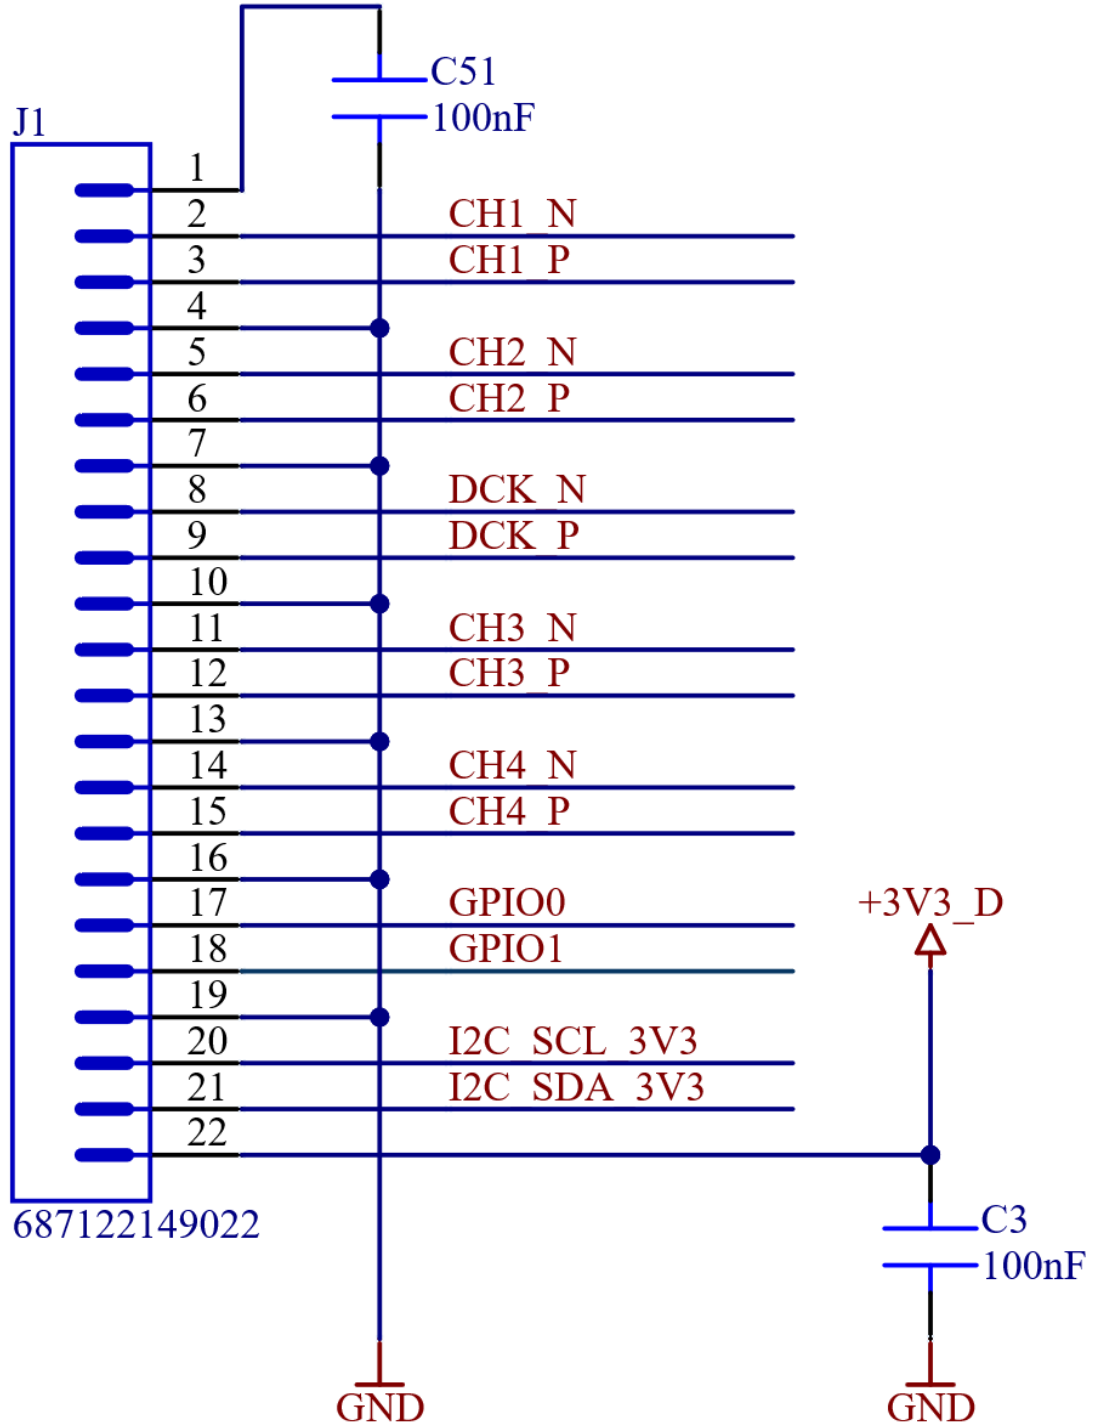 C51
100nF
J1
1
2
CH1_N
3
CH1_P
4
5
CH2_N
6
CH2_P
7
8
DCK_N
9
DCK_P
10
11
CH3_N
12
CH3_P
13
14
CH4_N
15
CH4_P
16
17
GPIO0
+3V3_D
18
GPIO1
19
20
I2C_SCL_3V3
21
I2C_SDA_3V3
22
687122149022
C3
100nF
GND
GND